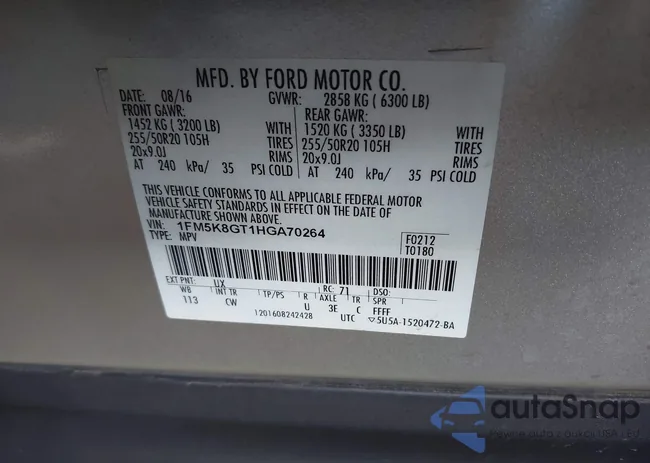 MFD. BY FORD MOTOR CO.
DATE: 08/16 GVWR: 2858 KG ( 6300 LB)
FRONT GAWR: REAR GAWR:
1452 KG ( 3200 LB) WITH 1520 KG ( 3350 LB) WITH
255/50R20 105H TIRES 255/50R20 105H TIRES
20x9.0J RIMS 20x9.0J RIMS
AT 240 kPa/ 35 PSI COLD AT 240 kPa/ 35 PSI COLD
THIS VEHICLE CONFORMS TO ALL APPLICABLE FEDERAL MOTOR
VEHICLE SAFETY STANDARDS IN EFFECT ON THE DATE OF
MANUFACTURE SHOWN ABOVE.
VIN: 1FM5K8GT1HGA70264 F0212
TYPE: MPV T0180
EXT PNT: UX RC: 71 DSO:
WB INT TR TP/PS R AXLE TR SPR
113 CW U 3E C FFFF
1201608242428 UTC ▽5U5A-1520472-BA
autaSnap